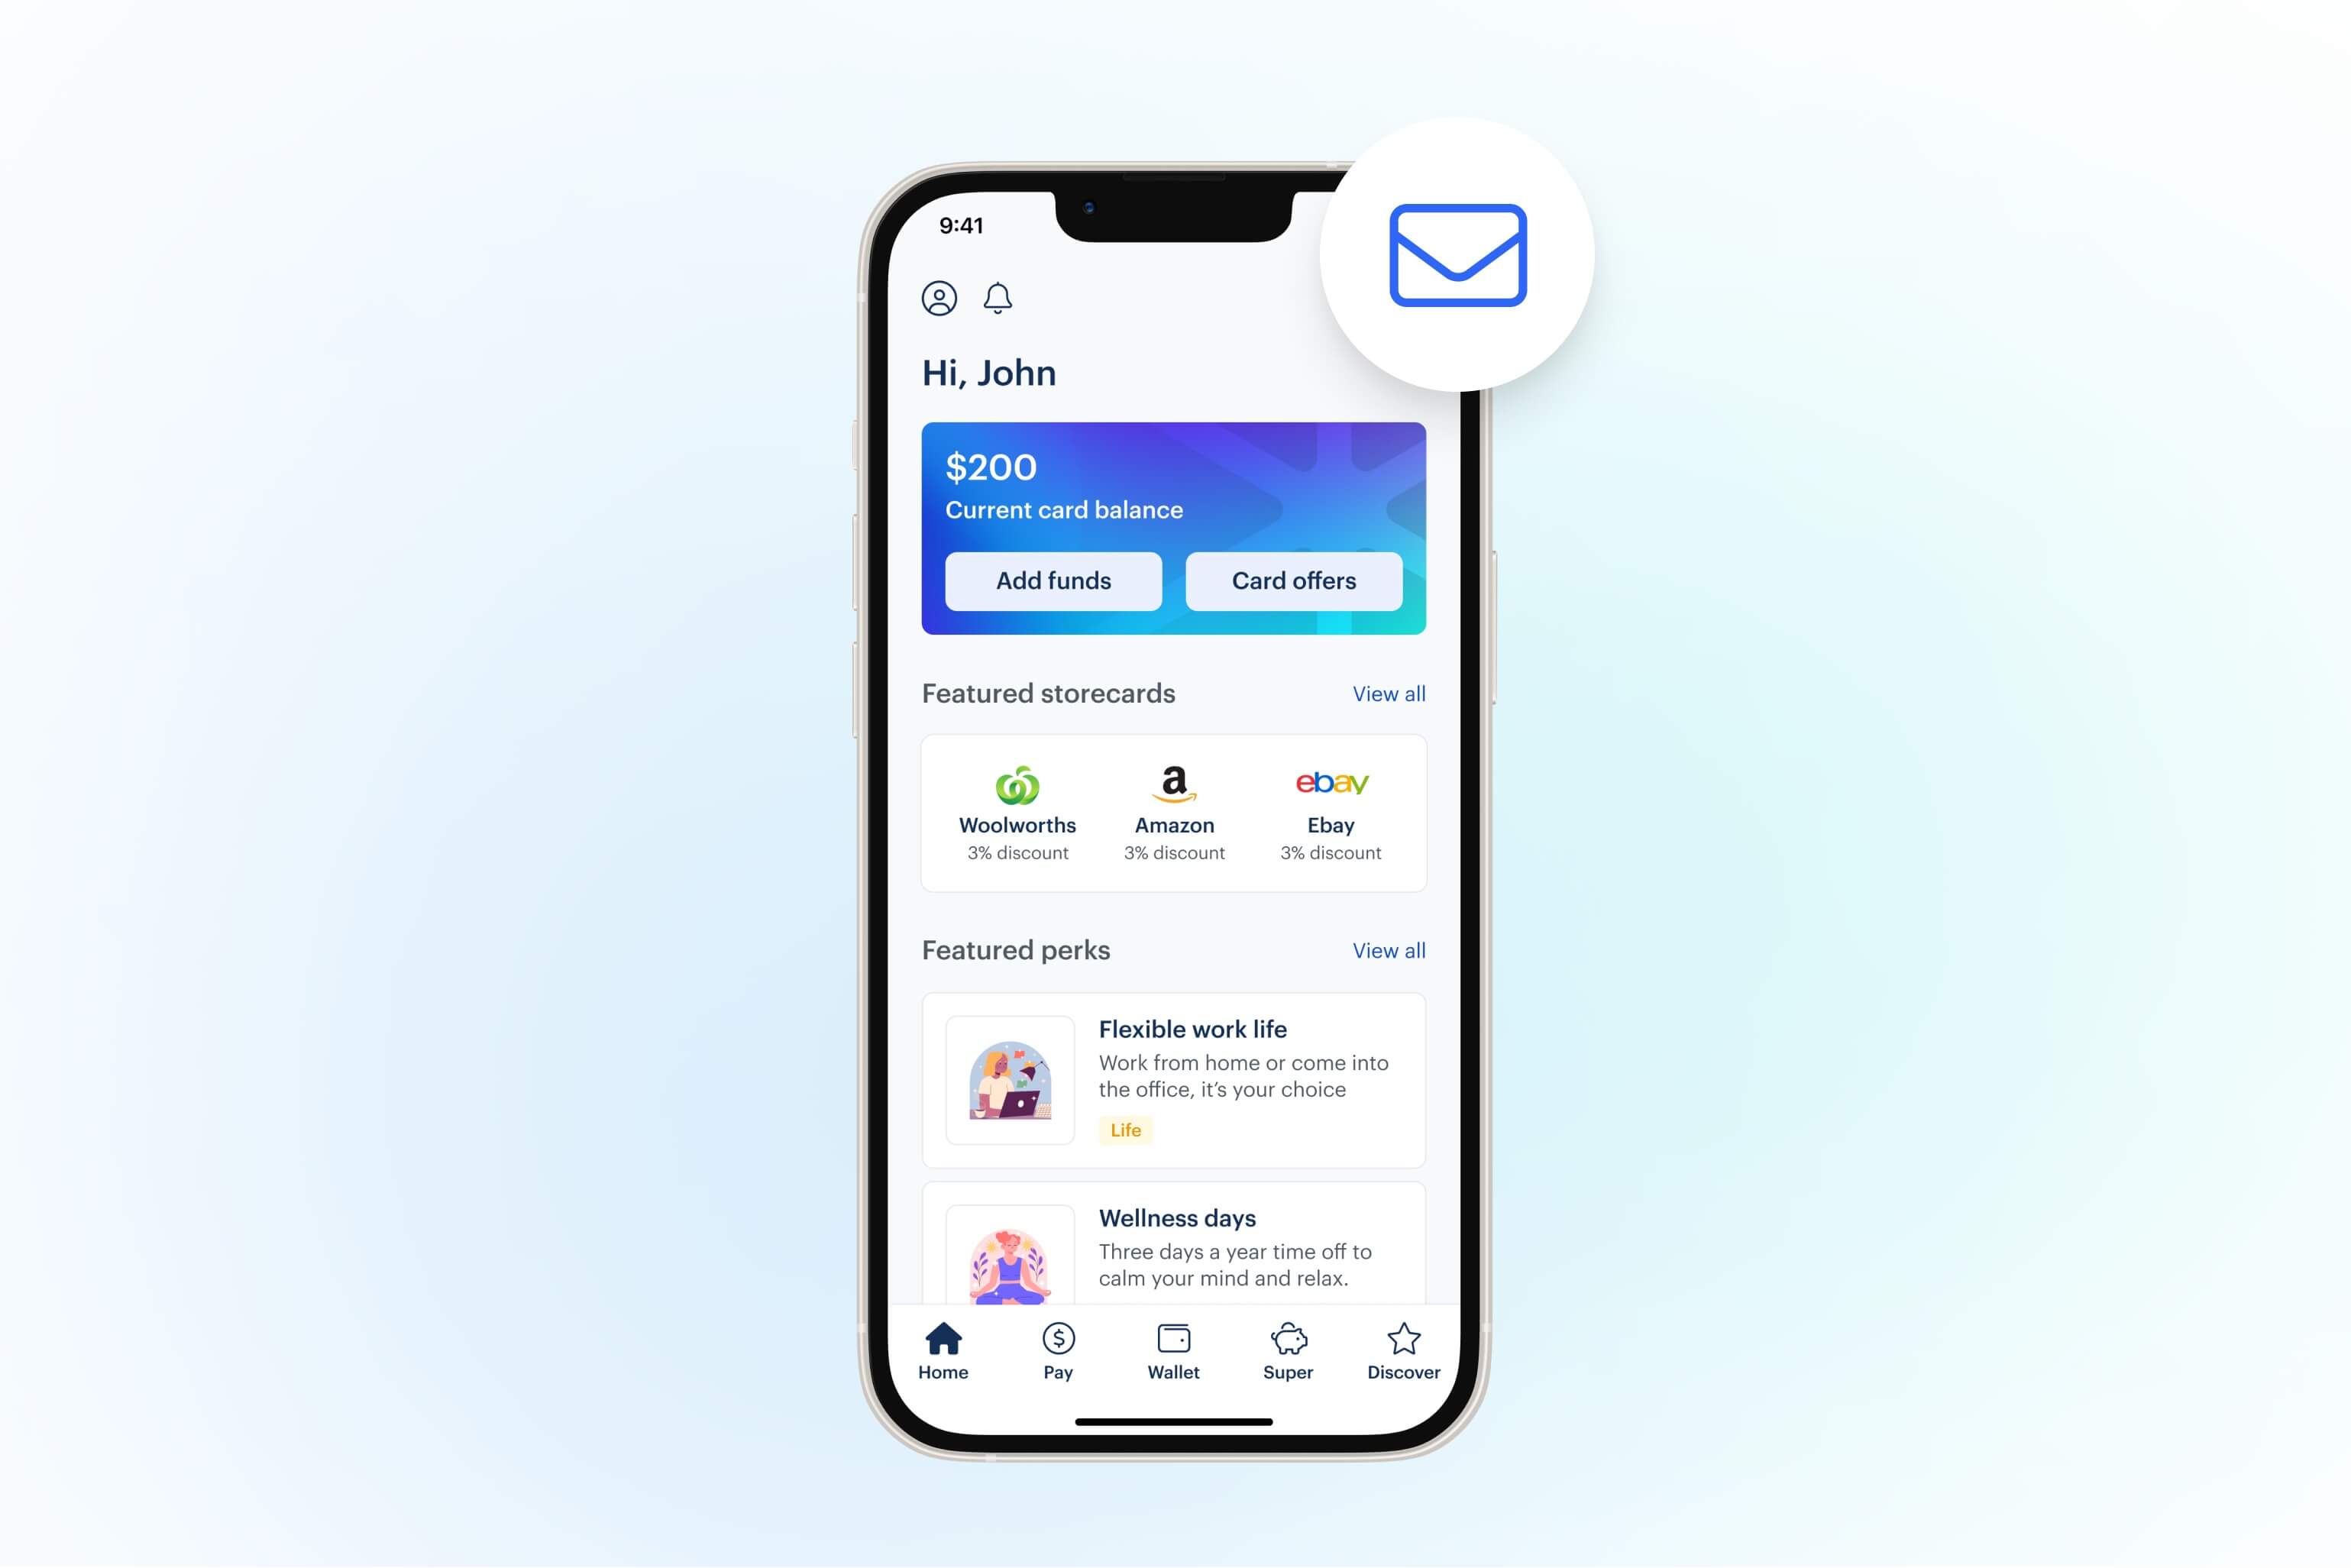 9:41
Hi, John
$200
Current card balance
Add funds
Card offers
Featured storecards
View all
a
ebay
Woolworths
Amazon
Ebay
3% discount
3% discount
3% discount
Featured perks
View all
Flexible work life
Work from home or come into
the office, it’s your choice
Life
Wellness days
Three days a year time off to
calm your mind and relax.
Home
Pay
Wallet
Super
Discover